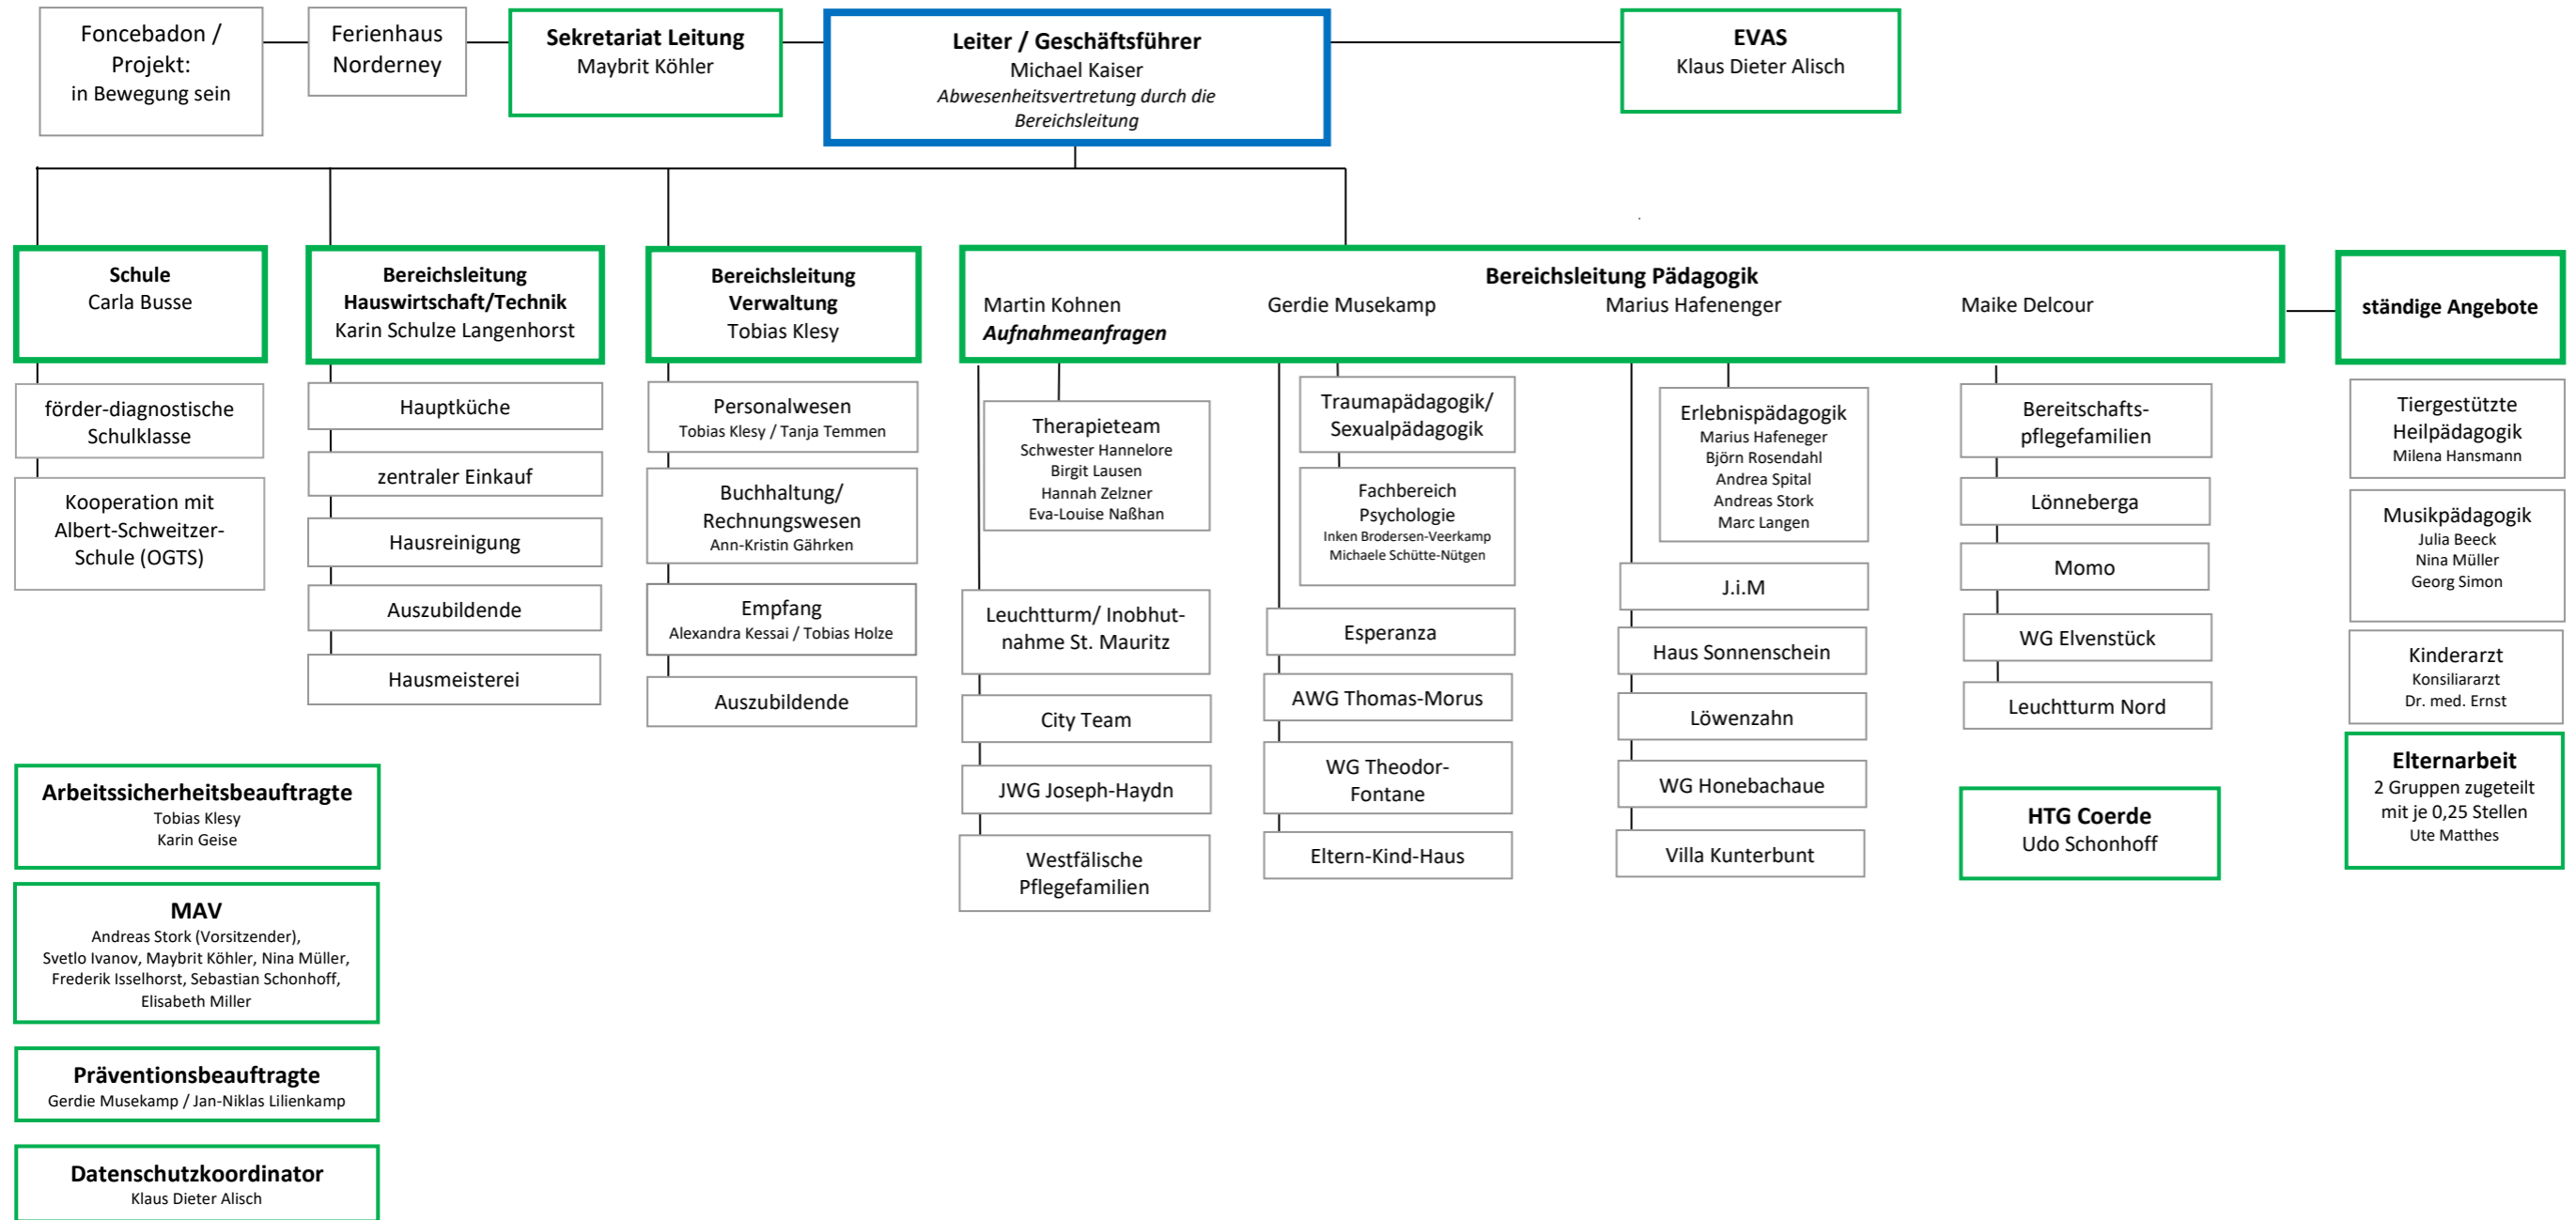 Foncebadon /
Projekt:
in Bewegung sein
Ferienhaus
Norderney
Sekretariat Leitung
Maybrit Köhler
Leiter / Geschäftsführer
Michael Kaiser
Abwesenheitsvertretung durch die
Bereichsleitung
EVAS
Klaus Dieter Alisch
Schule
Carla Busse
förder-diagnostische
Schulklasse
Kooperation mit
Albert-Schweitzer-
Schule (OGTS)
Bereichsleitung
Hauswirtschaft/Technik
Karin Schulze Langenhorst
Hauptküche
zentraler Einkauf
Hausreinigung
Auszubildende
Hausmeisterei
Bereichsleitung
Verwaltung
Tobias Klesy
Personalwesen
Tobias Klesy / Tanja Temmen
Buchhaltung/
Rechnungswesen
Ann-Kristin Gährken
Empfang
Alexandra Kessai / Tobias Holze
Auszubildende
Bereichsleitung Pädagogik
Martin Kohnen
Aufnahmeanfragen
Gerdie Musekamp
Marius Hafenenger
Maike Delcour
Therapieteam
Schwester Hannelore
Birgit Lausen
Hannah Zelzner
Eva-Louise Naßhan
Leuchtturm/ Inobhut-
nahme St. Mauritz
City Team
JWG Joseph-Haydn
Westfälische
Pflegefamilien
Traumapädagogik/
Sexualpädagogik
Fachbereich
Psychologie
Inken Brodersen-Veerkamp
Michaele Schütte-Nütgen
Esperanza
AWG Thomas-Morus
WG Theodor-
Fontane
Eltern-Kind-Haus
Erlebnispädagogik
Marius Hafeneger
Björn Rosendahl
Andrea Spital
Andreas Stork
Marc Langen
J.i.M
Haus Sonnenschein
Löwenzahn
WG Honebachaue
Villa Kunterbunt
Bereitschafts-
pflegefamilien
Lönneberga
Momo
WG Elvenstück
Leuchtturm Nord
HTG Coerde
Udo Schonhoff
ständige Angebote
Tiergestützte
Heilpädagogik
Milena Hansmann
Musikpädagogik
Julia Beeck
Nina Müller
Georg Simon
Kinderarzt
Konsiliararzt
Dr. med. Ernst
Elternarbeit
2 Gruppen zugeteilt
mit je 0,25 Stellen
Ute Matthes
Arbeitssicherheitsbeauftragte
Tobias Klesy
Karin Geise
MAV
Andreas Stork (Vorsitzender),
Svetlo Ivanov, Maybrit Köhler, Nina Müller,
Frederik Isselhorst, Sebastian Schonhoff,
Elisabeth Miller
Präventionsbeauftragte
Gerdie Musekamp / Jan-Niklas Lilienkamp
Datenschutzkoordinator
Klaus Dieter Alisch